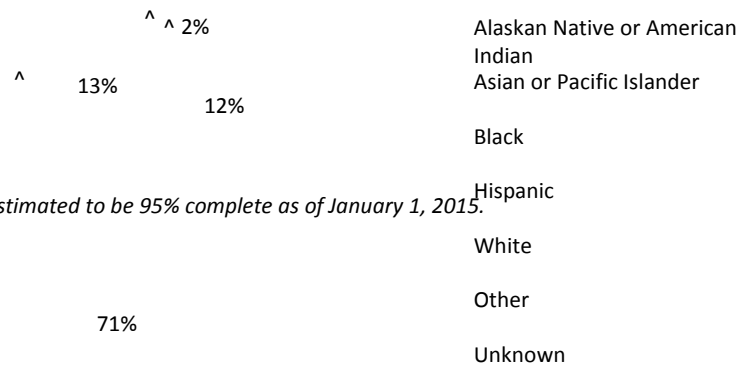 ^ ^ 2%
Alaskan Native or American
Indian
^ 13%
Asian or Pacific Islander
12%
Black
Hispanic
stimated to be 95% complete as of January 1, 2015.
White
Other
71%
Unknown